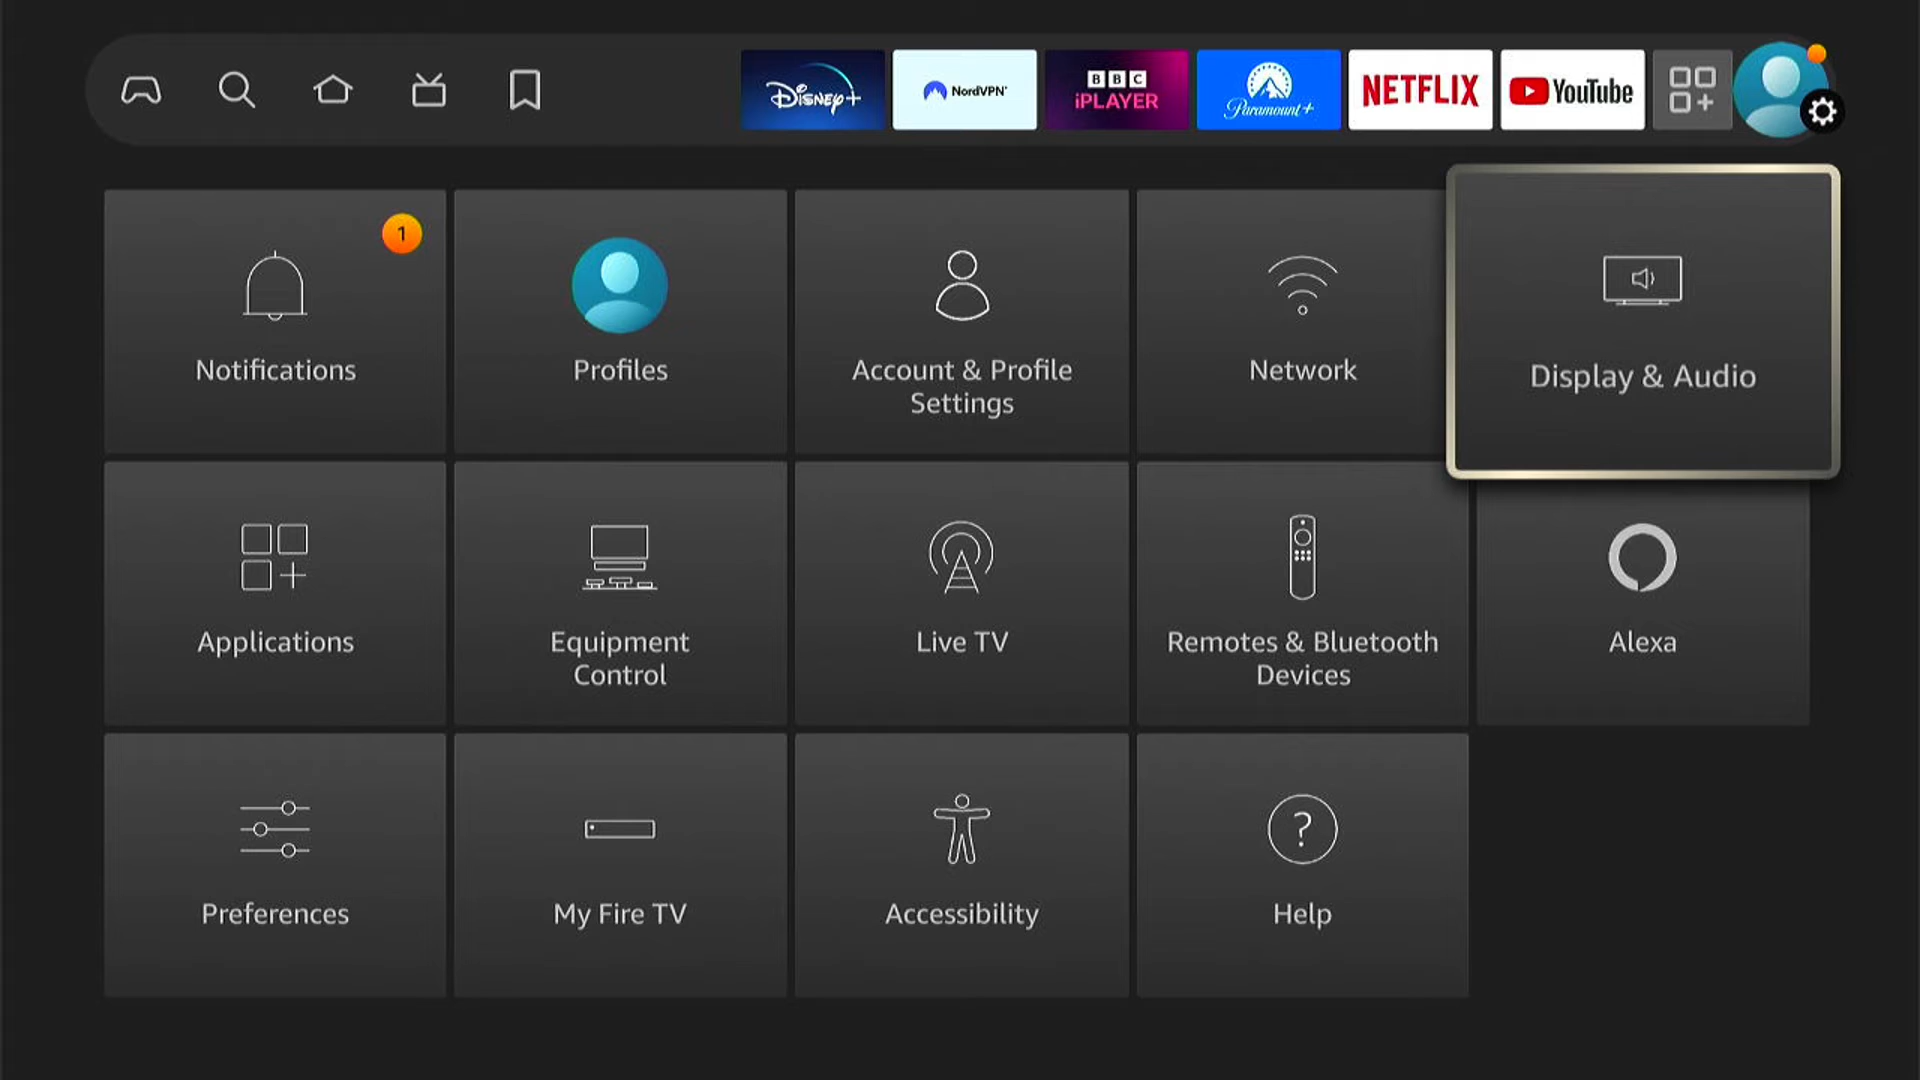 Disney+
NordVPN
BBC
iPLAYER
Paramount+
NETFLIX
YouTube
1
Notifications
Profiles
Account & Profile
Settings
Network
Display & Audio
Applications
Equipment
Control
Live TV
Remotes & Bluetooth
Devices
Alexa
Preferences
My Fire TV
Accessibility
?
Help